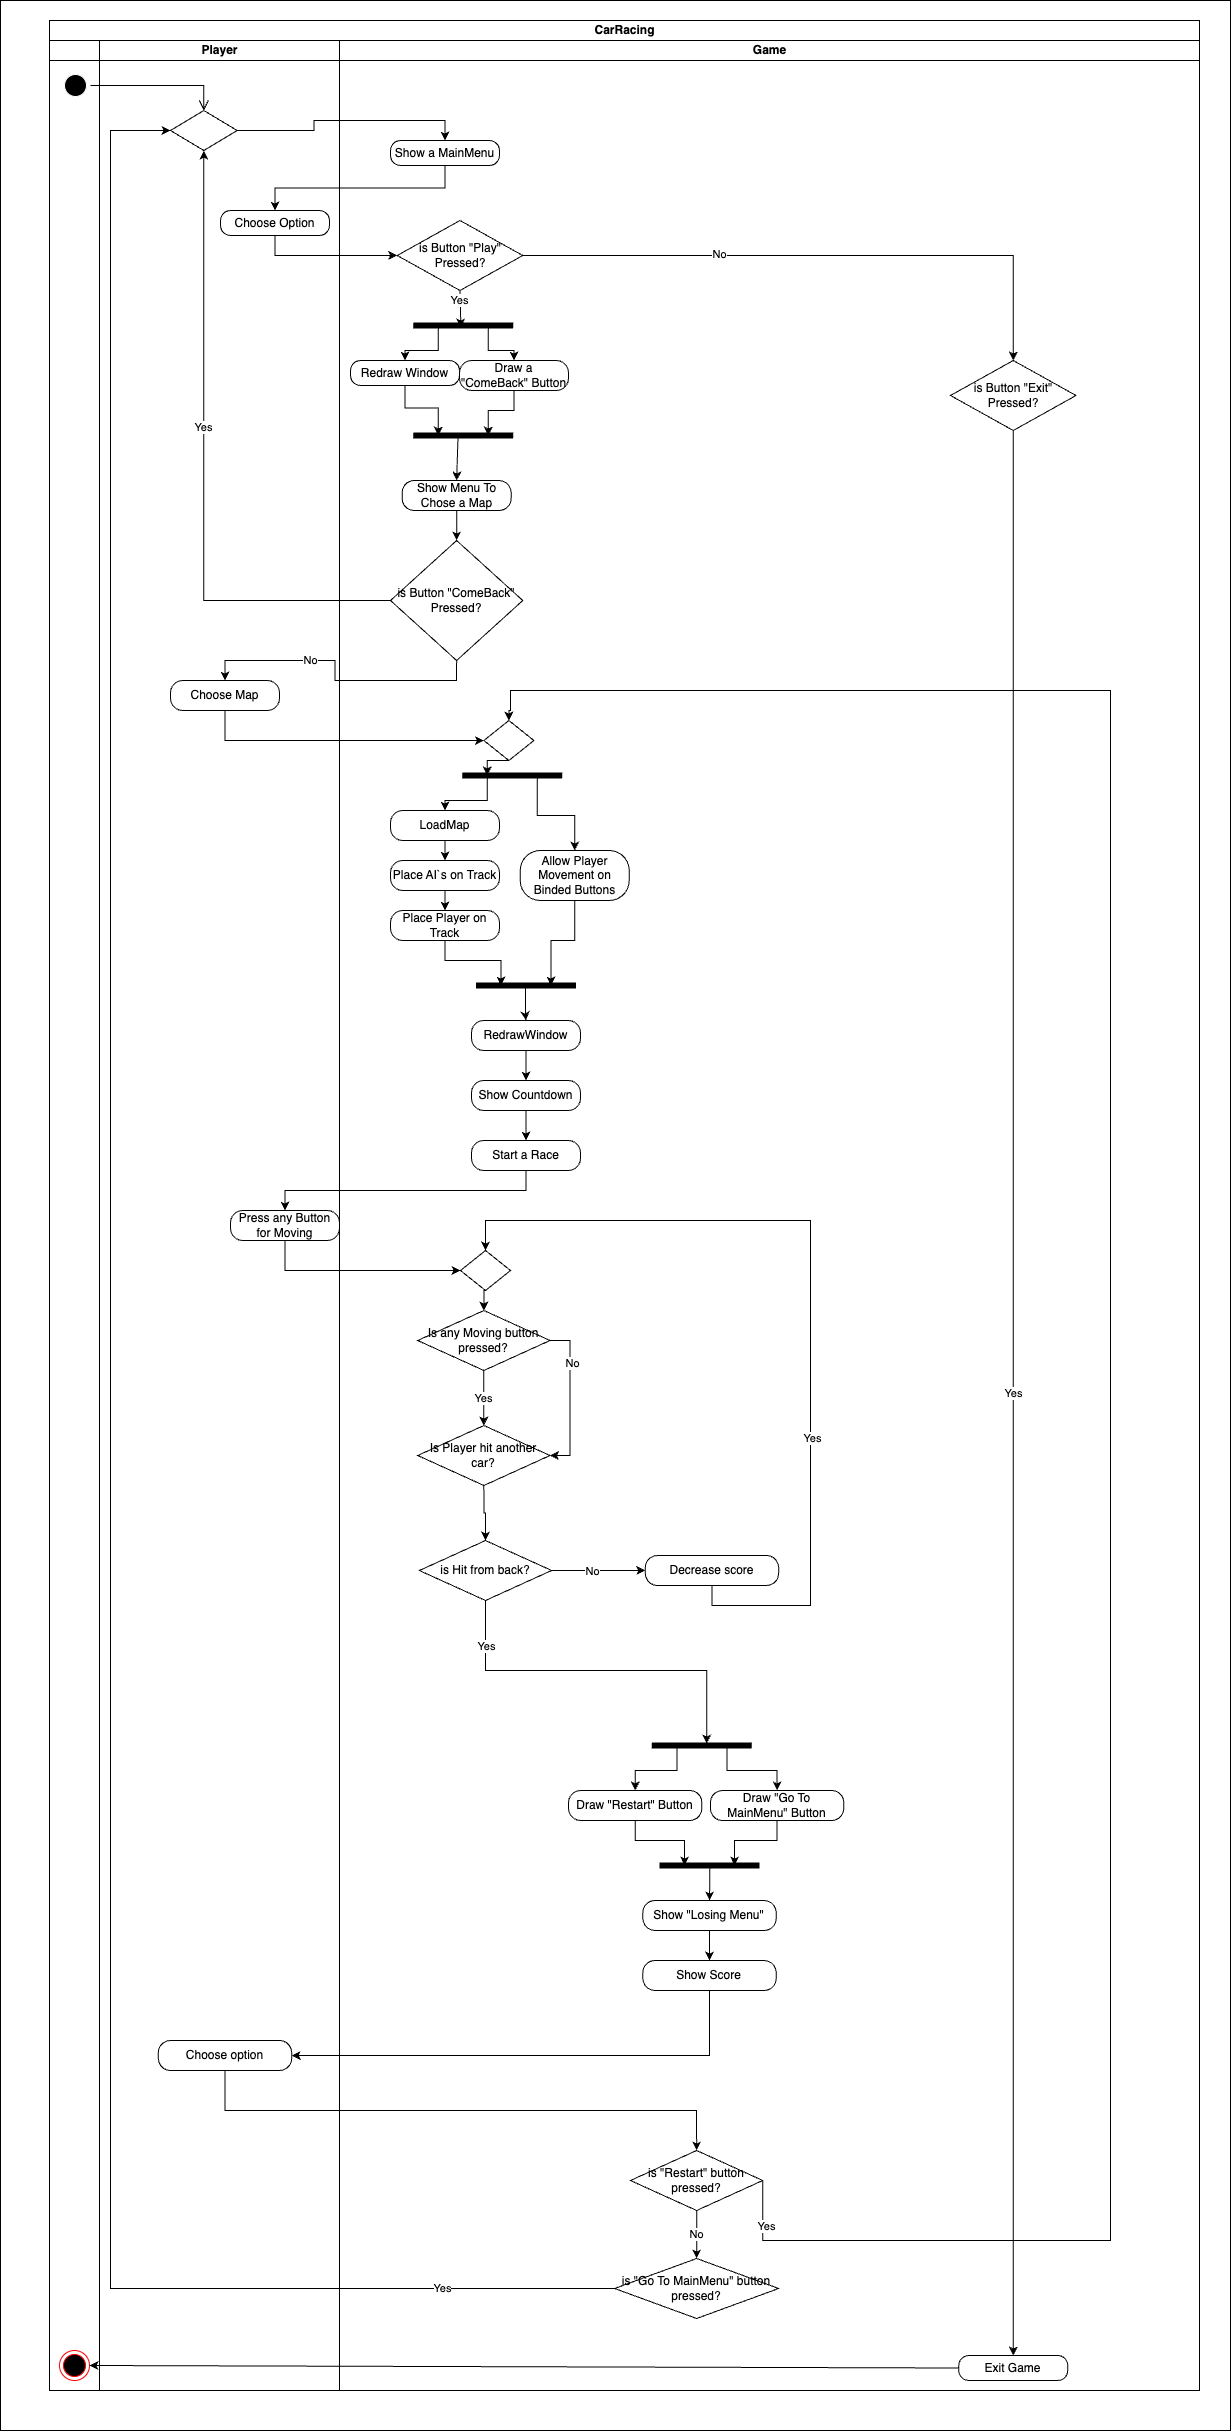 CarRacing
Player
Game
Show a MainMenu
Choose Option
is Button "Play"
Pressed?
No
Yes
Redraw Window
Draw a
"ComeBack" Button
is Button "Exit"
Pressed?
Yes
Show Menu To
Chose a Map
is Button "ComeBack"
Pressed?
No
Choose Map
LoadMap
Place AI`s on Track
Place Player on
Track
Allow Player
Movement on
Binded Buttons
RedrawWindow
Show Countdown
Start a Race
Press any Button
for Moving
Is any Moving button
pressed?
No
Yes
Yes
Yes
Is Player hit another
car?
is Hit from back?
No
Decrease score
Yes
Draw "Restart" Button
Draw "Go To
MainMenu" Button
Show "Losing Menu"
Show Score
Choose option
is "Restart" button
pressed?
Yes
No
is "Go To MainMenu" button
pressed?
Yes
Exit Game